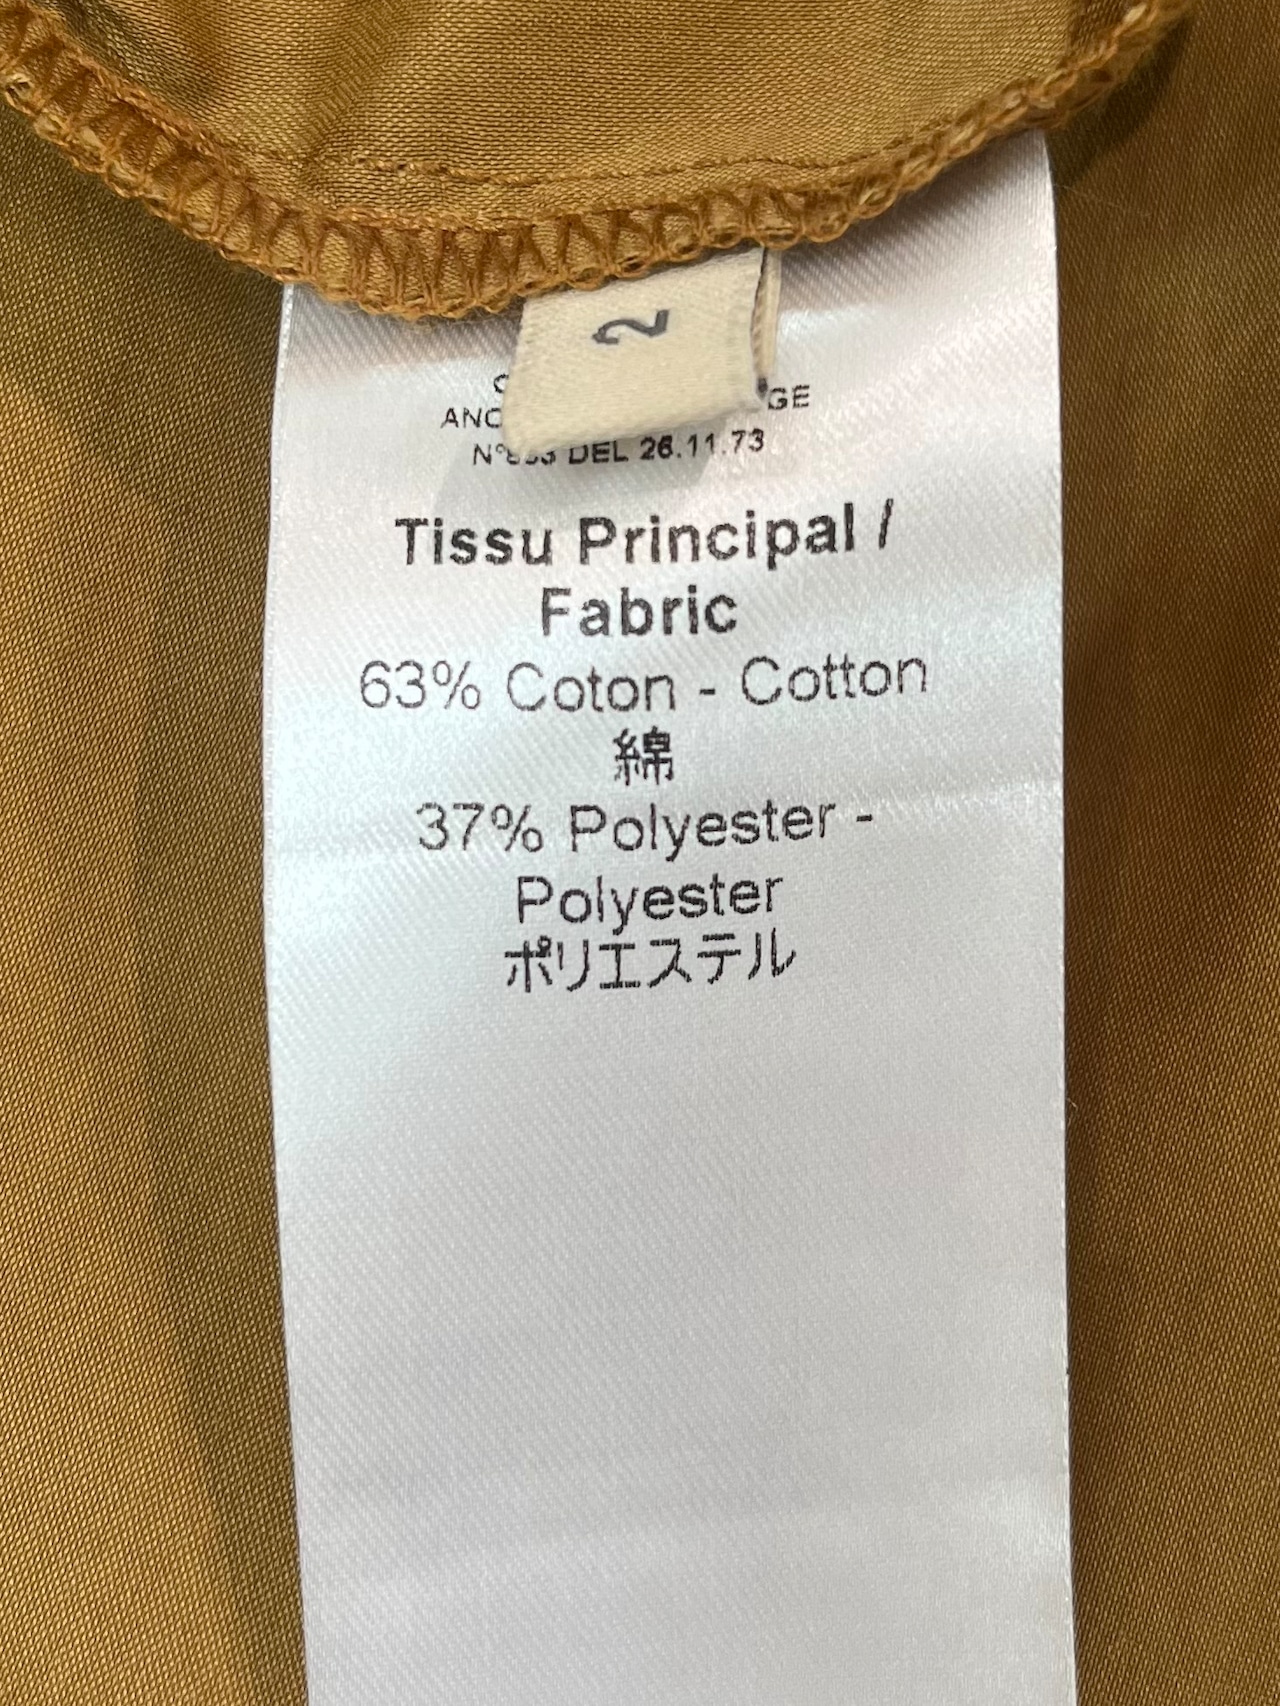 2
GE
DEL 26.11.73
Tissu Principal /
Fabric
63% Coton - Cotton
綿
37% Polyester -
Polyester
ポリエステル